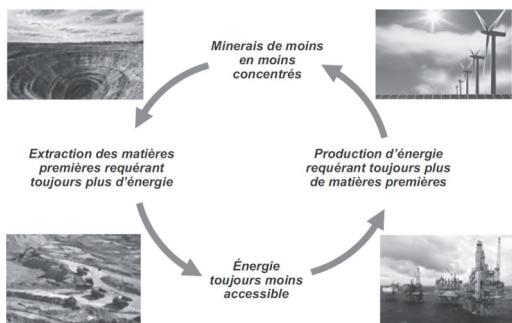 Minerais de moins
en moins
concentrés
Extraction des matières
premières requérant
toujours plus d'énergie
Production d'énergie
requérant toujours plus
de matières premières
Énergie
toujours moins
accessible